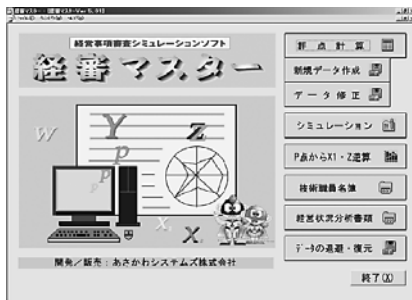 経営事項審査シミュレーションソフト
経審マスター
W
Y
P
P
P
Z
X
X
開発／販売：あさかわシステムズ株式会社
評点計算
新規データ作成
データ修正
シミュレーション
P点からX1・Z逆算
技術職員名簿
経営状況分析書類
データの退避・復元
終了(X)